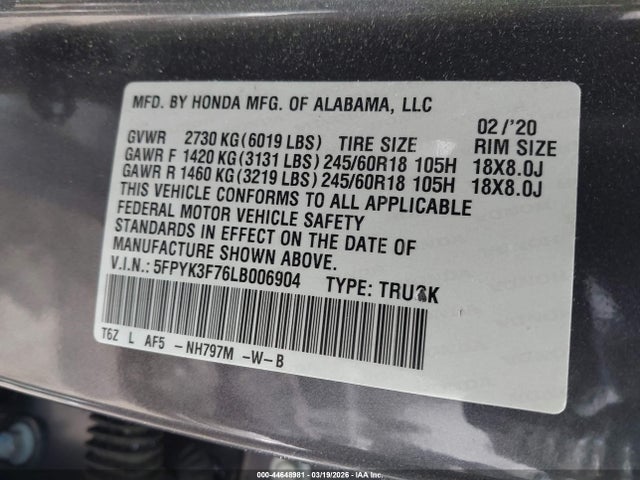 MFD. BY HONDA MFG. OF ALABAMA, LLC 02/'20
GVWR 2730 KG(6019 LBS) TIRE SIZE RIM SIZE
GAWR F 1420 KG(3131 LBS)245/60R18 105H 18X8.0J
GAWR R 1460 KG(3219 LBS)245/60R18 105H 18X8.0J
THIS VEHICLE CONFORMS TO ALL APPLICABLE
FEDERAL MOTOR VEHICLE SAFETY
STANDARDS IN EFFECT ON THE DATE OF
MANUFACTURE SHOWN ABOVE.
V.I.N.: 5FPYK3F76LB006904 TYPE: TRUCK
T6Z L AF5 -NH797M -W-B
000-44648981 - 03/19/2026 - IAAI.COM